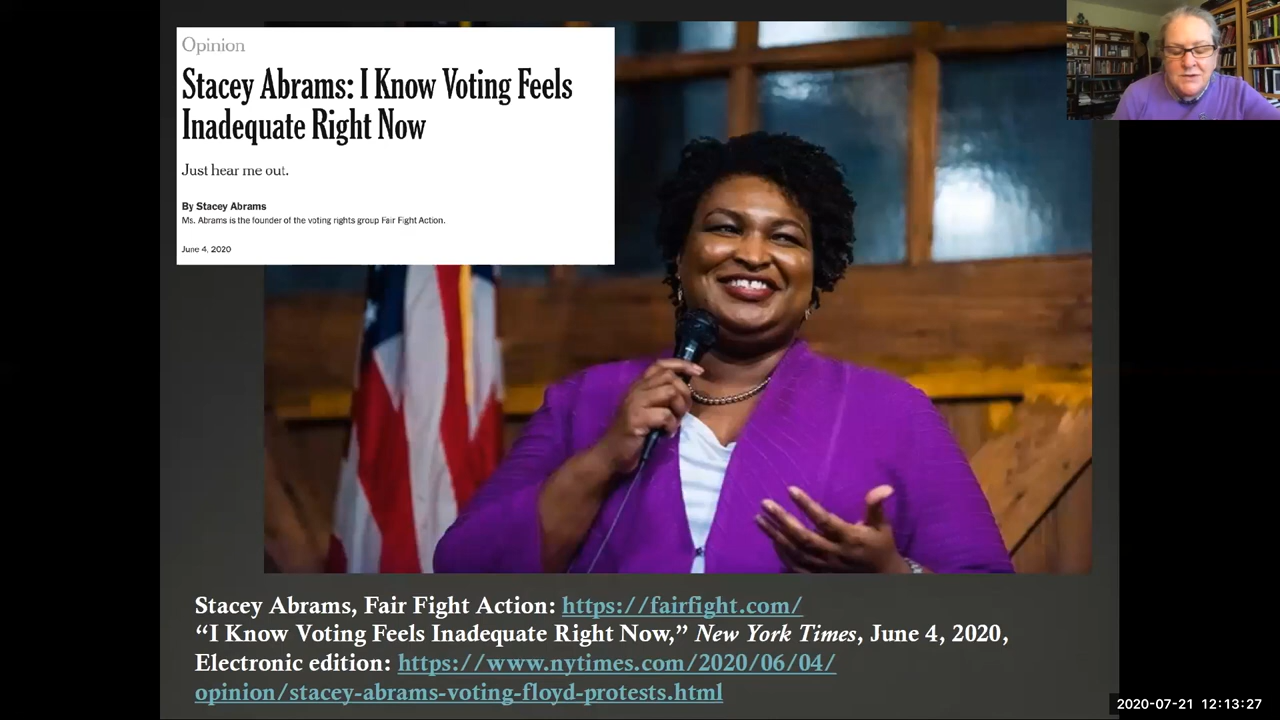 Opinion
Stacey Abrams: I Know Voting Feels
Inadequate Right Now
Just hear me out.
By Stacey Abrams
Ms. Abrams is the founder of the voting rights group Fair Fight Action.
June 4, 2020
Stacey Abrams, Fair Fight Action: https://fairfight.com/
“I Know Voting Feels Inadequate Right Now,” New York Times, June 4, 2020,
Electronic edition: https://www.nytimes.com/2020/06/04/
opinion/stacey-abrams-voting-floyd-protests.html
2020-07-21 12:13:27